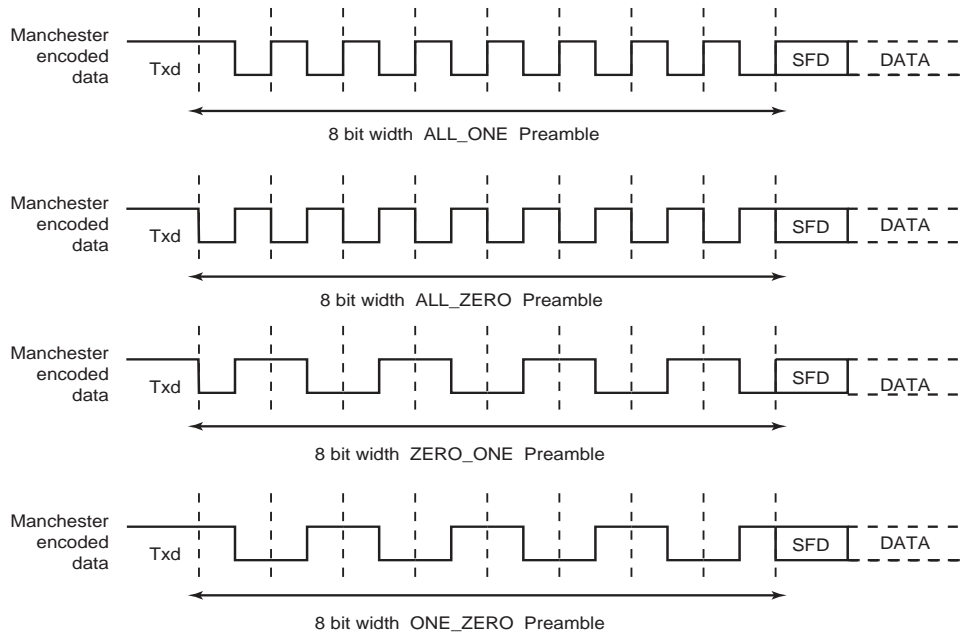 Manchester
encoded
data
Txd
SFD
DATA
8 bit width ALL_ONE Preamble
Manchester
encoded
data
Txd
SFD
DATA
8 bit width ALL_ZERO Preamble
Manchester
encoded
data
Txd
SFD
DATA
8 bit width ZERO_ONE Preamble
Manchester
encoded
data
Txd
SFD
DATA
8 bit width ONE_ZERO Preamble